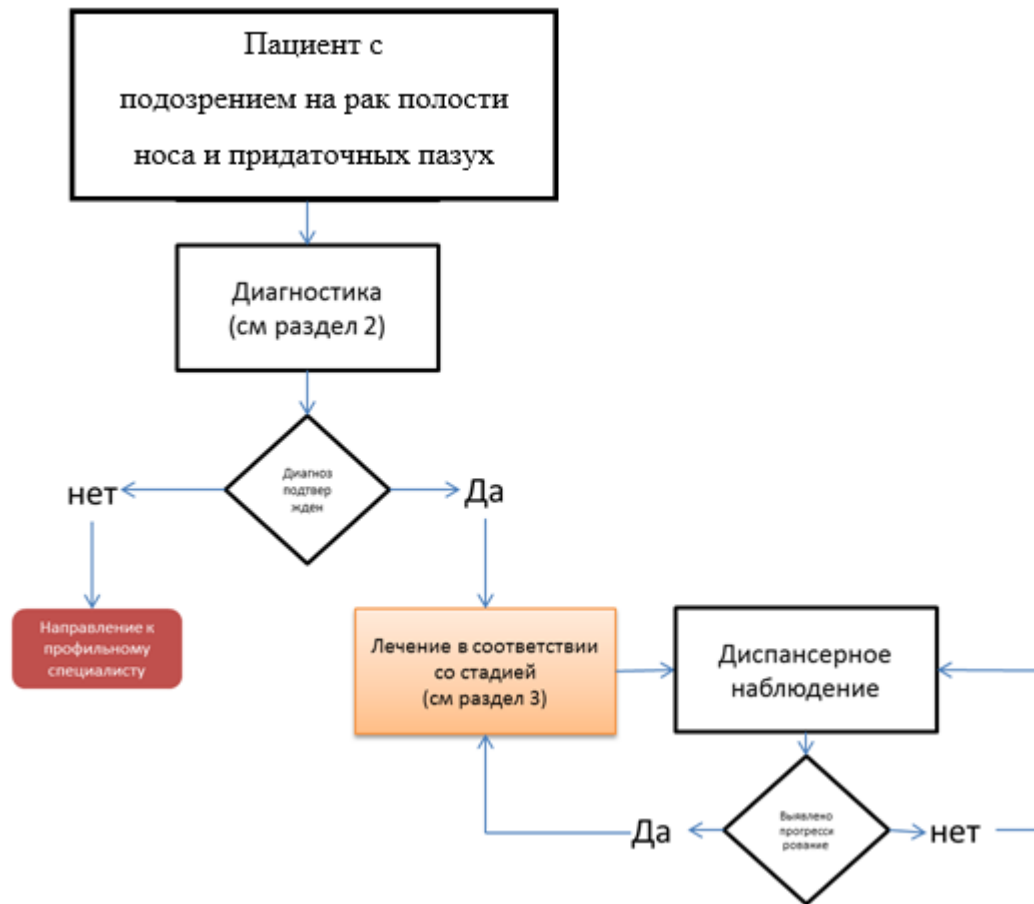 Пациент с
подозрением на рак полости
носа и придаточных пазух
Диагностика
(см раздел 2)
Диагноз
подтвер
жден
нет
Да
Направление к
профильному
специалисту
Лечение в соответствии
со стадией
(см раздел 3)
Диспансерное
наблюдение
Выявлено
прогресси
рование
Да
нет